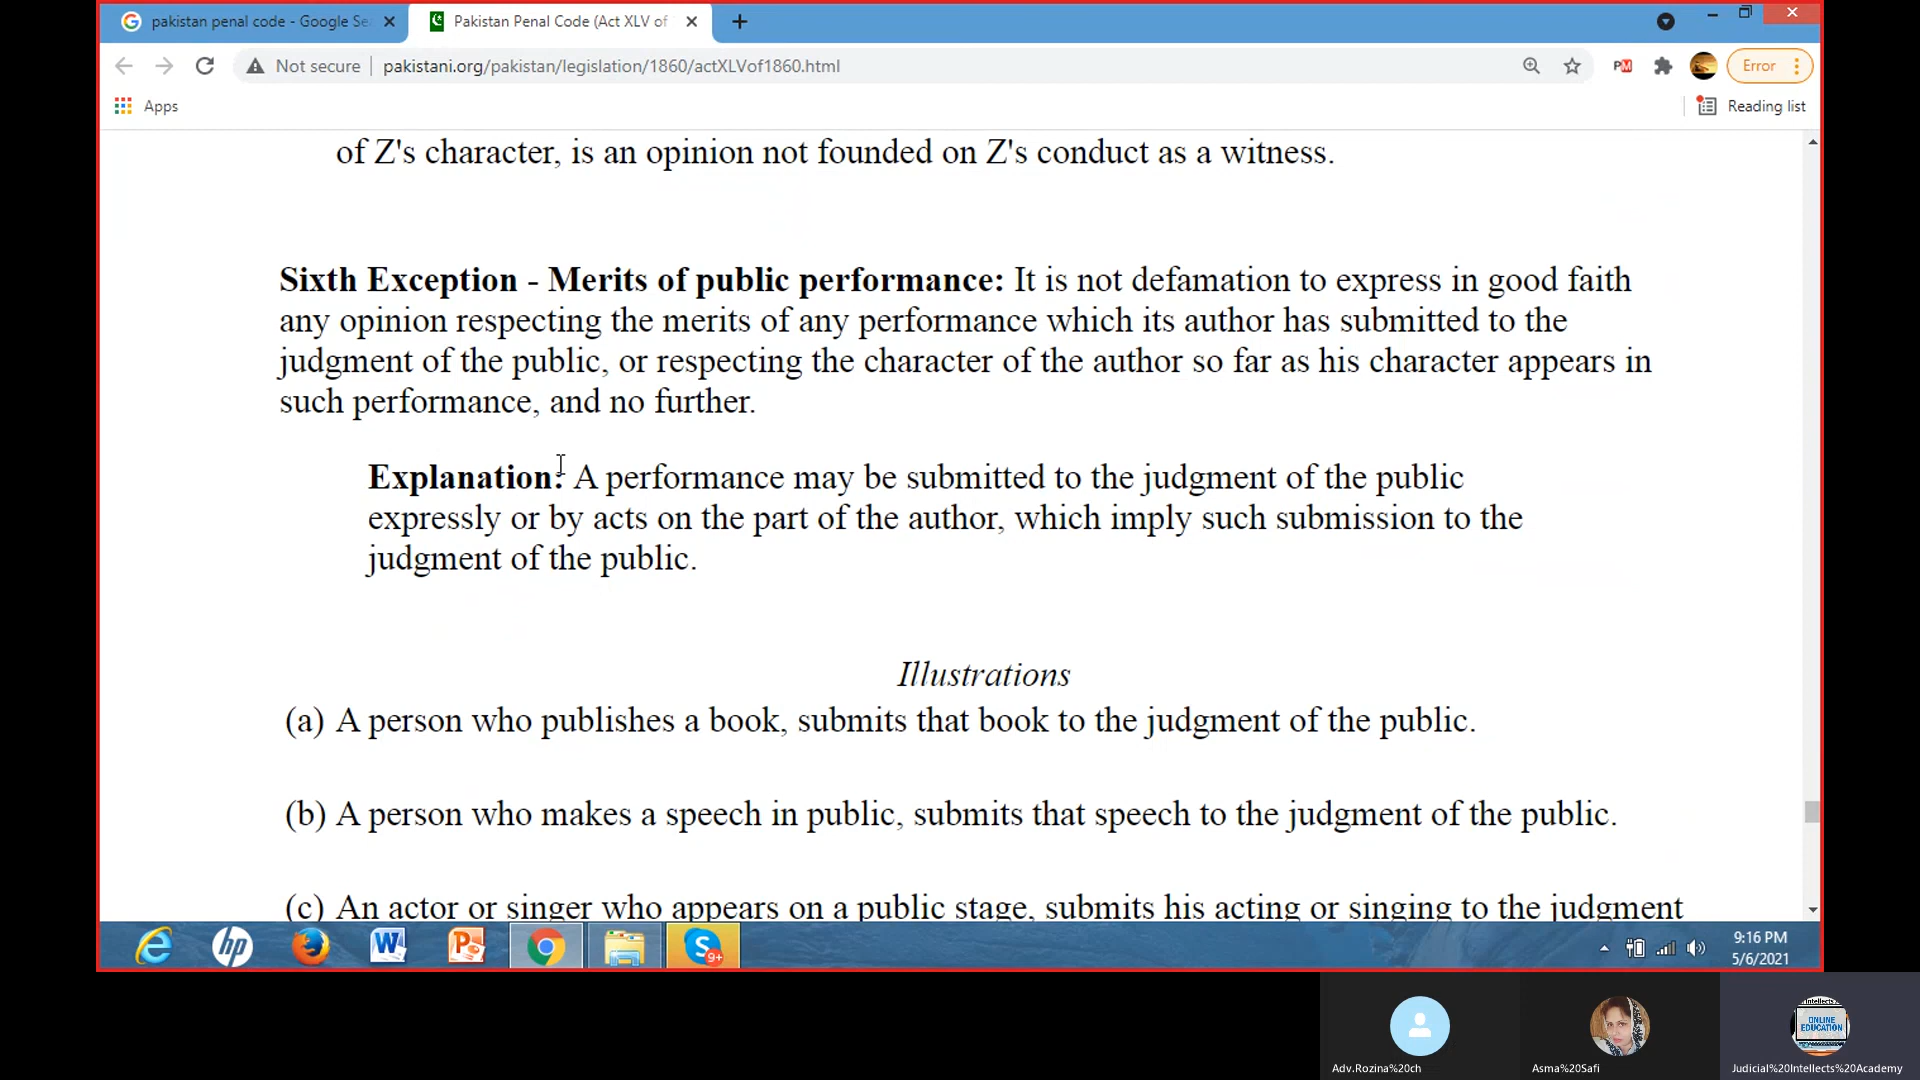 pakistan penal code - Google Se
Pakistan Penal Code (Act XLV of
Not secure
pakistani.org/pakistan/legislation/1860/actXLVof1860.html
PM
Error
Apps
Reading list
of Z's character, is an opinion not founded on Z's conduct as a witness.
Sixth Exception - Merits of public performance: It is not defamation to express in good faith
any opinion respecting the merits of any performance which its author has submitted to the
judgment of the public, or respecting the character of the author so far as his character appears in
such performance, and no further.
Explanation: A performance may be submitted to the judgment of the public
expressly or by acts on the part of the author, which imply such submission to the
judgment of the public.
Illustrations
(a) A person who publishes a book, submits that book to the judgment of the public.
(b) A person who makes a speech in public, submits that speech to the judgment of the public.
(c) An actor or singer who appears on a public stage, submits his acting or singing to the judgment
hp
9+
9:16 PM
5/6/2021
ONLINE
EDUCATION
Adv.Rozina%20ch
Asma%20Safi
Judicial%20Intellects%20Academy